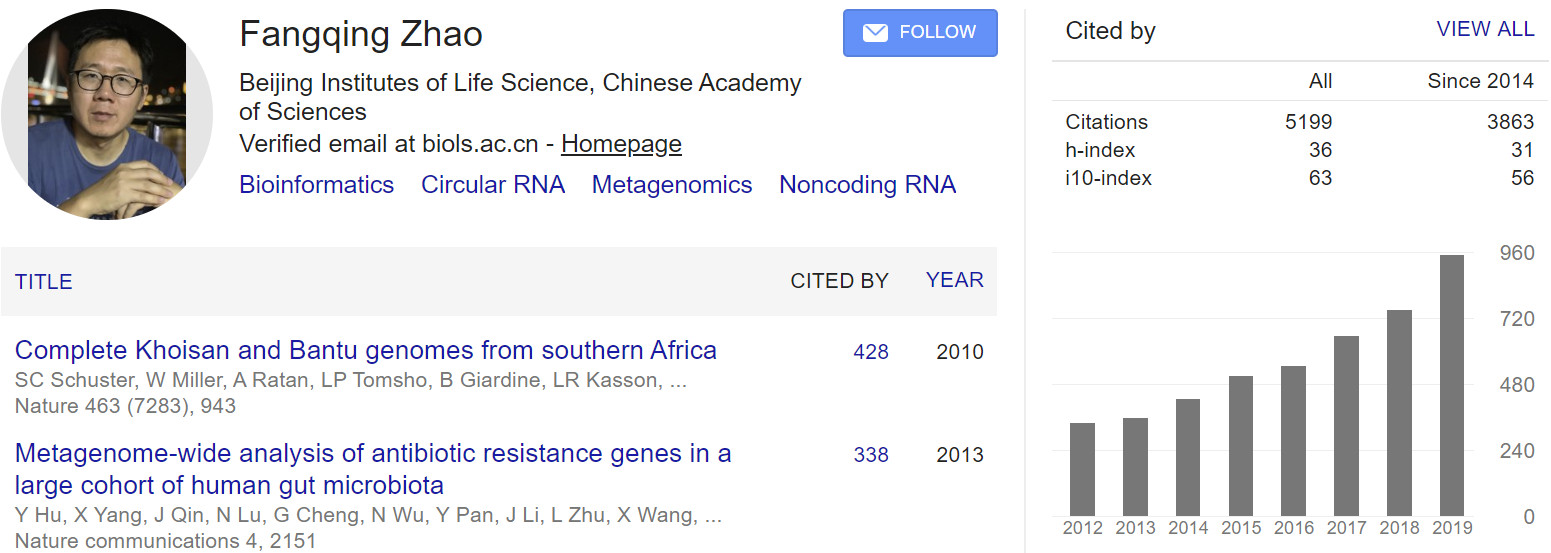 Fangqing Zhao
FOLLOW
Beijing Institutes of Life Science, Chinese Academy
of Sciences
Verified email at biols.ac.cn - Homepage
Bioinformatics Circular RNA Metagenomics Noncoding RNA
TITLE CITED BY YEAR
Complete Khoisan and Bantu genomes from southern Africa 428 2010
SC Schuster, W Miller, A Ratan, LP Tomsho, B Giardine, LR Kasson, ...
Nature 463 (7283), 943
Metagenome-wide analysis of antibiotic resistance genes in a 338 2013
large cohort of human gut microbiota
Y Hu, X Yang, J Qin, N Lu, G Cheng, N Wu, Y Pan, J Li, L Zhu, X Wang, ...
Nature communications 4, 2151
Cited by VIEW ALL
All Since 2014
Citations 5199 3863
h-index 36 31
i10-index 63 56
960
720
480
240
0
2012 2013 2014 2015 2016 2017 2018 2019